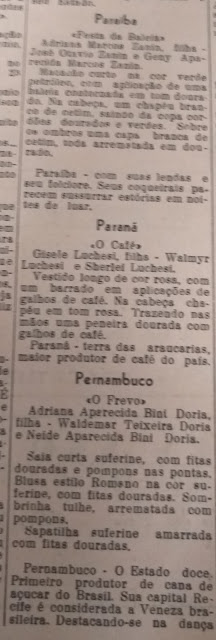 Paraíba
«Festa da Baleia»
Adriana Marcos Zanin, filha -
José Otavio Zanin e Geny Apa-
recida Marcos Zanin.
Macacão curto na cor verde
petróleo, com aplicação de uma
baleia confeccionada em tom doura-
do. Na cabeça, um chapéu bran-
co de cetim, saindo da copa cor-
dões dourados e verdes. Sobre
os ombros uma capa branca de
cetim, toda arrematada em dou-
rado.
Paraíba - com suas lendas e
seu folclore. Seus coqueirais pa-
recem sussurrar estórias em noi-
tes de luar.
Paraná
«O Café»
Gisele Luchesi, filha - Walmyr
Luchesi e Sherlei Luchesi.
Vestido longo de cor rosa, com
um barrado em aplicações de
galhos de café. Na cabeça cha-
péu em tom rosa. Trazendo nas
mãos uma peneira dourada com
galhos de café.
Paraná - terra das araucarias,
maior produtor de café do país.
Pernambuco
«O Frevo»
Adriana Aparecida Bini Doria,
filha - Waldemar Teixeira Doria
e Neide Aparecida Bini Doria.
Saia curta suferine, com fitas
douradas e pompons nas pontas.
Blusa estilo Romano na cor su-
ferine, com fitas douradas. Som-
brinha tulhe, arrematada com
pompons.
Sapatilha suferine amarrada
com fitas douradas.
Pernambuco - O Estado doce.
Primeiro produtor de cana de
açucar do Brasil. Sua capital Re-
cife é considerada a Veneza bra-
sileira. Destacando-se na dança